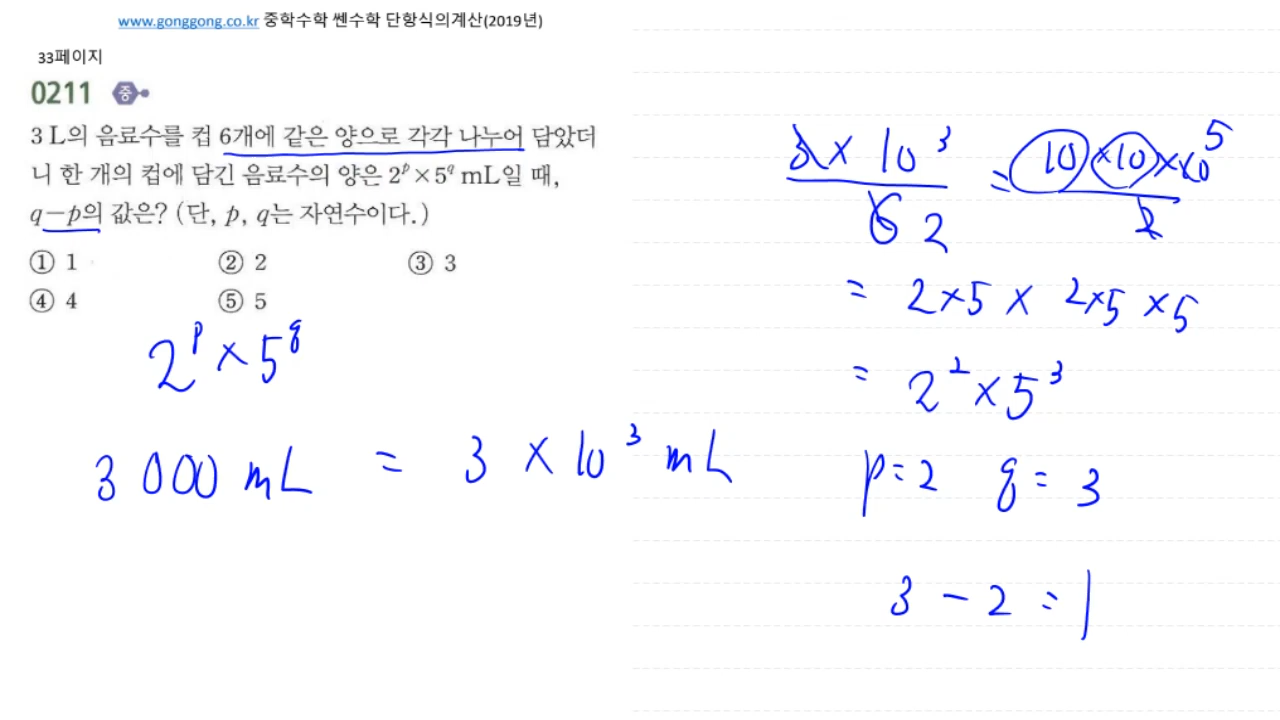 www.gonggong.co.kr 중학수학 쎈수학 단항식의계산(2019년)
33페이지
0211 중
3 L의 음료수를 컵 6개에 같은 양으로 각각 나누어 담았더
니 한 개의 컵에 담긴 음료수의 양은 2^p×5^q mL일 때,
q-p의 값은? (단, p, q는 자연수이다.)
① 1 ② 2 ③ 3
④ 4 ⑤ 5
2^p × 5^q
3000 mL = 3 × 10^3 mL
3 × 10^3 / 6 2 = 10 × 10 × 10 5 / 2
= 2×5 × 2×5 ×5
= 2^2 × 5^3
p=2 q=3
3 - 2 = 1